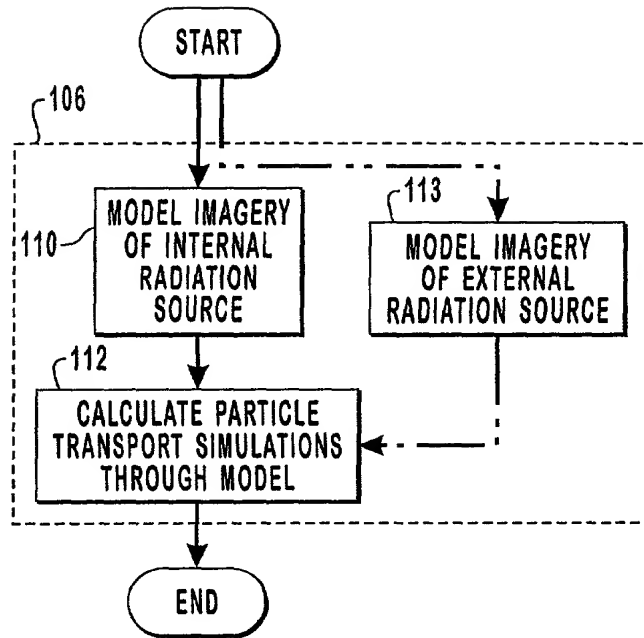 START
106
110
MODEL IMAGERY
OF INTERNAL
RADIATION
SOURCE
113
MODEL IMAGERY
OF EXTERNAL
RADIATION SOURCE
112
CALCULATE PARTICLE
TRANSPORT SIMULATIONS
THROUGH MODEL
END